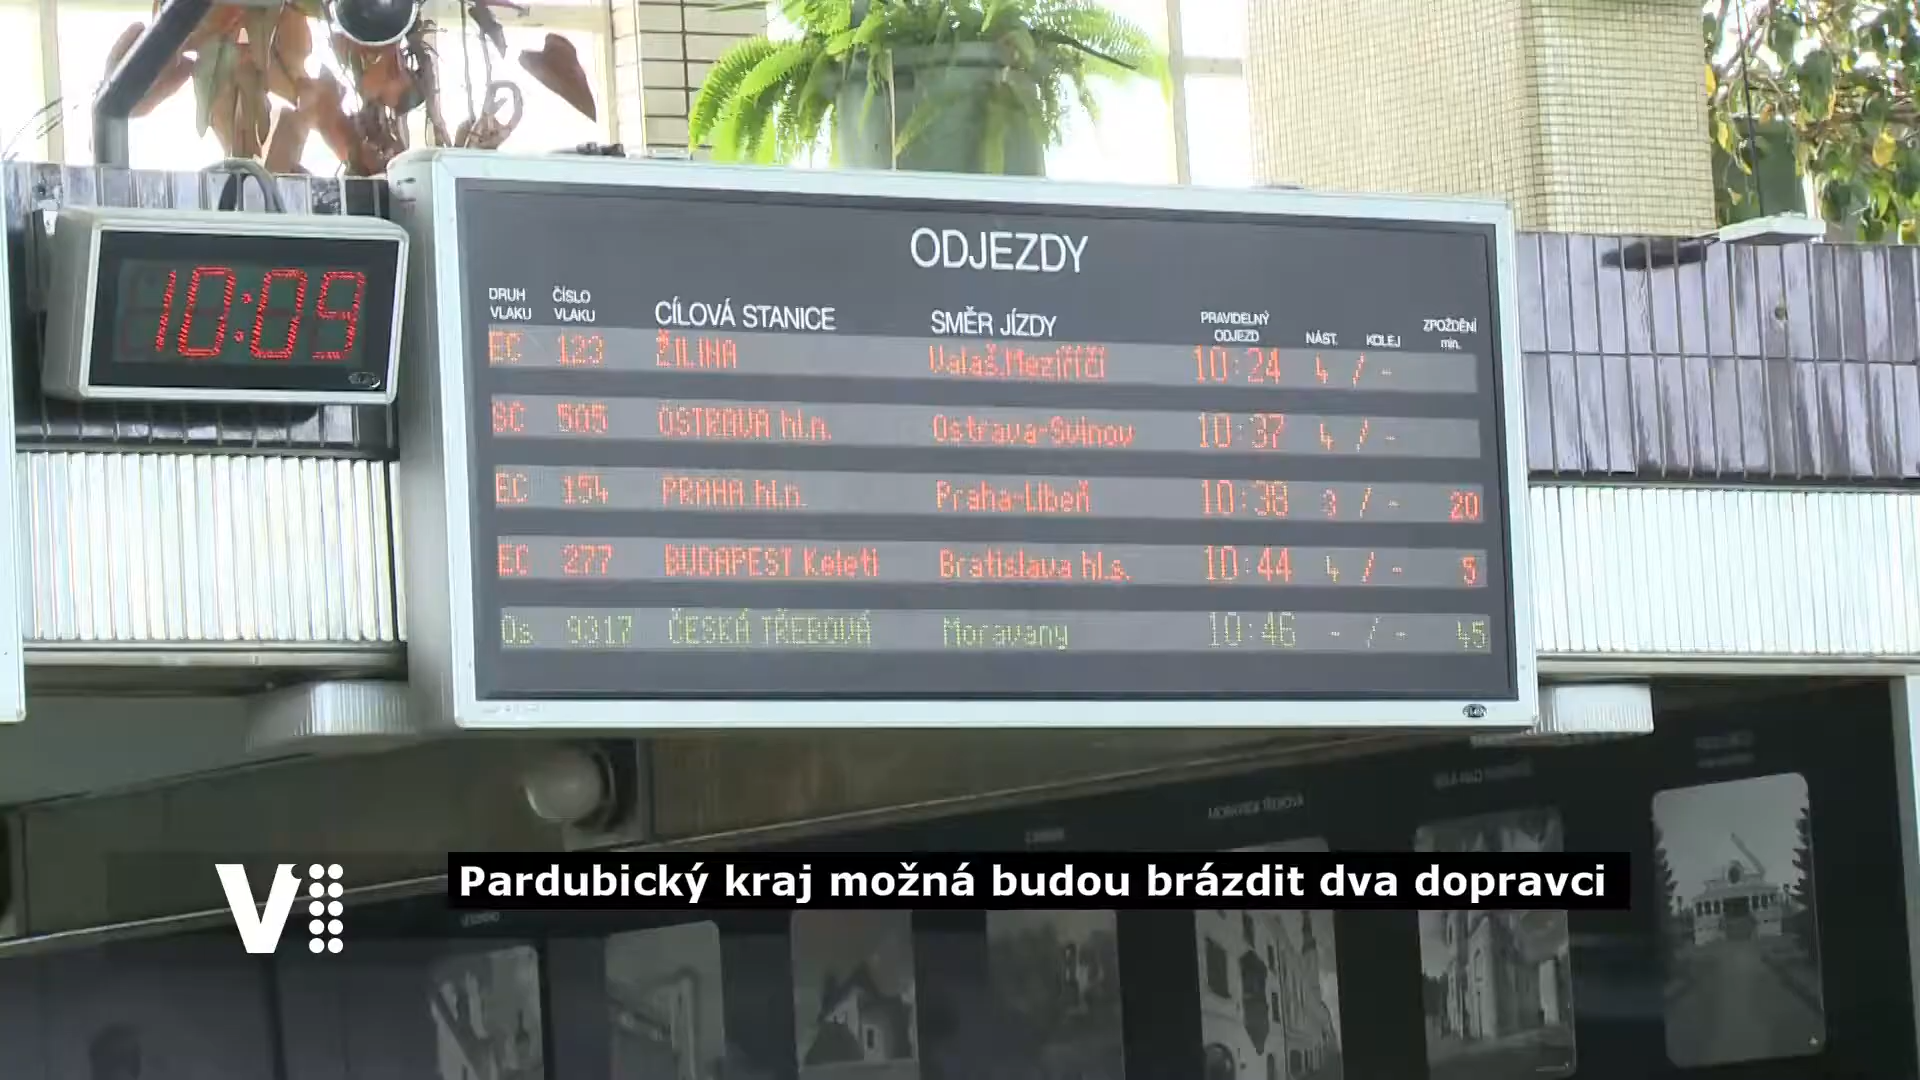 10:09
ODJEZDY
DRUH VLAKU ČÍSLO VLAKU CÍLOVÁ STANICE SMĚR JÍZDY PRAVIDELNÝ ODJEZD NÁST. KOLEJ ZPOŽDĚNÍ min.
EC 123 ŽILINA Valaš.Meziříčí 10:24 4 / -
SC 505 OSTRAVA hl.n. Ostrava-Svinov 10:37 4 / -
EC 154 PRAHA hl.n. Praha-Libeň 10:38 3 / - 20
EC 277 BUDAPEST Keleti Bratislava hl.s. 10:44 4 / - 5
Os 9317 ČESKÁ TŘEBOVÁ Moravany 10:46 - / - 45
V
Pardubický kraj možná budou brázdit dva dopravci